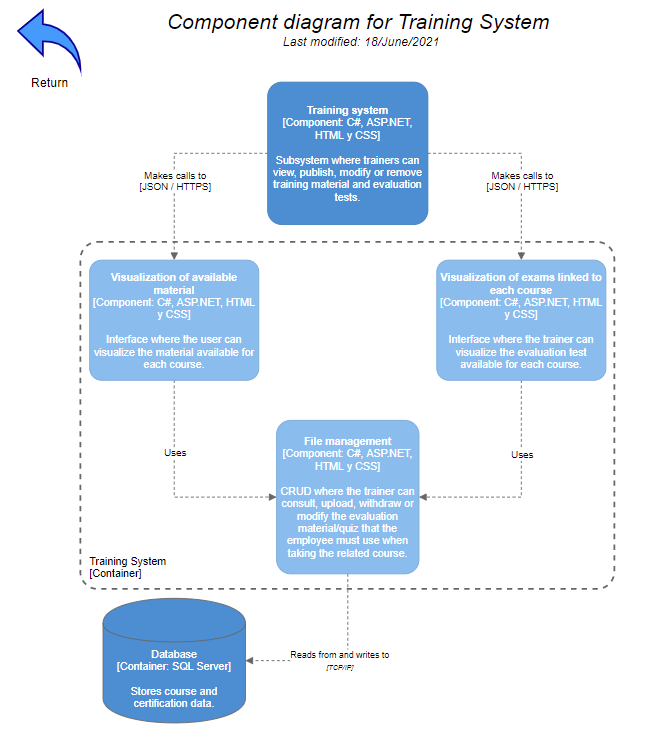 Component diagram for Training System
Last modified: 18/June/2021
Return
Training system
[Component: C#, ASP.NET,
HTML y CSS]
Subsystem where trainers can
view, publish, modify or remove
training material and evaluation
tests.
Makes calls to
[JSON / HTTPS]
Makes calls to
[JSON / HTTPS]
Visualization of available
material
[Component: C#, ASP.NET, HTML
y CSS]
Interface where the user can
visualize the material available for
each course.
Visualization of exams linked to
each course
[Component: C#, ASP.NET, HTML
y CSS]
Interface where the trainer can
visualize the evaluation test
available for each course.
Uses
Uses
File management
[Component: C#, ASP.NET,
HTML y CSS]
CRUD where the trainer can
consult, upload, withdraw or
modify the evaluation
material/quiz that the
employee must use when
taking the related course.
Training System
[Container]
Reads from and writes to
[TCP/IP]
Database
[Container: SQL Server]
Stores course and
certification data.